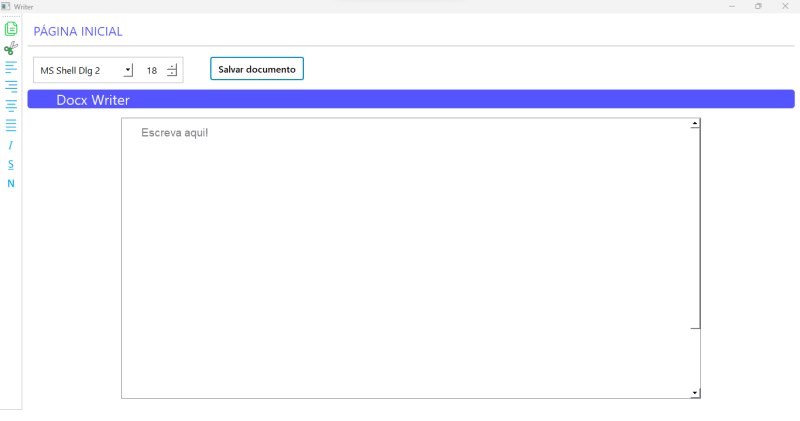 Writer
PÁGINA INICIAL
MS Shell Dlg 2
18
Salvar documento
Docx Writer
Escreva aqui!
I
S
N